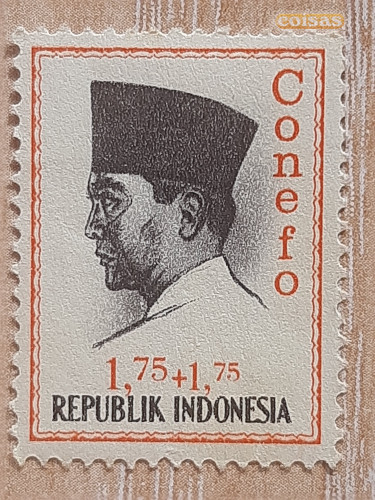 coisas
Conefo
1,75+1,75
REPUBLIK INDONESIA